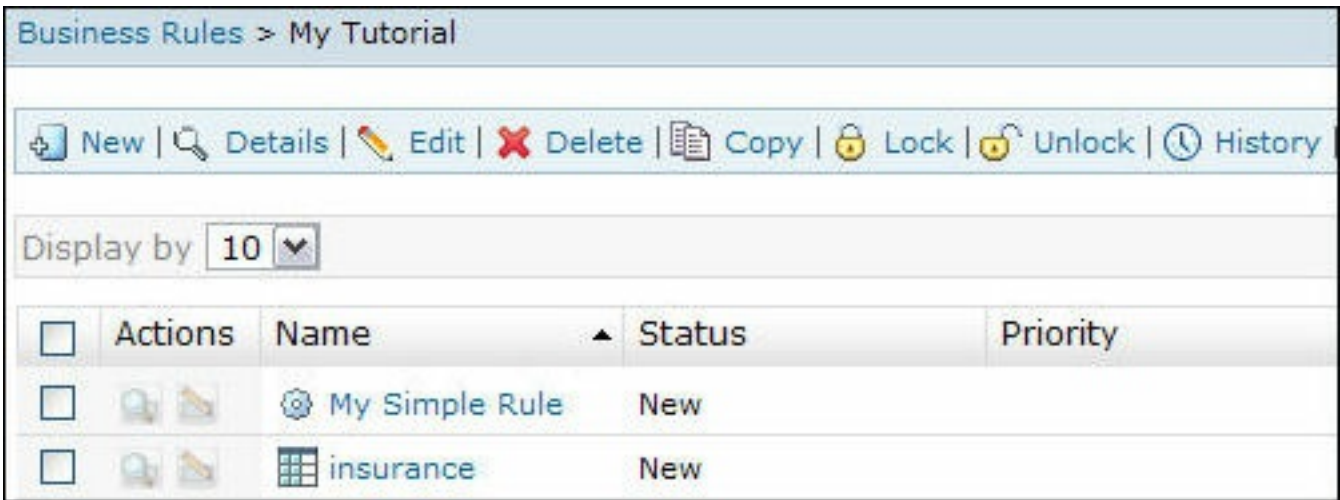 Business Rules > My Tutorial
New | Details | Edit | Delete | Copy | Lock | Unlock | History
Display by 10
Actions Name Status Priority
My Simple Rule New
insurance New